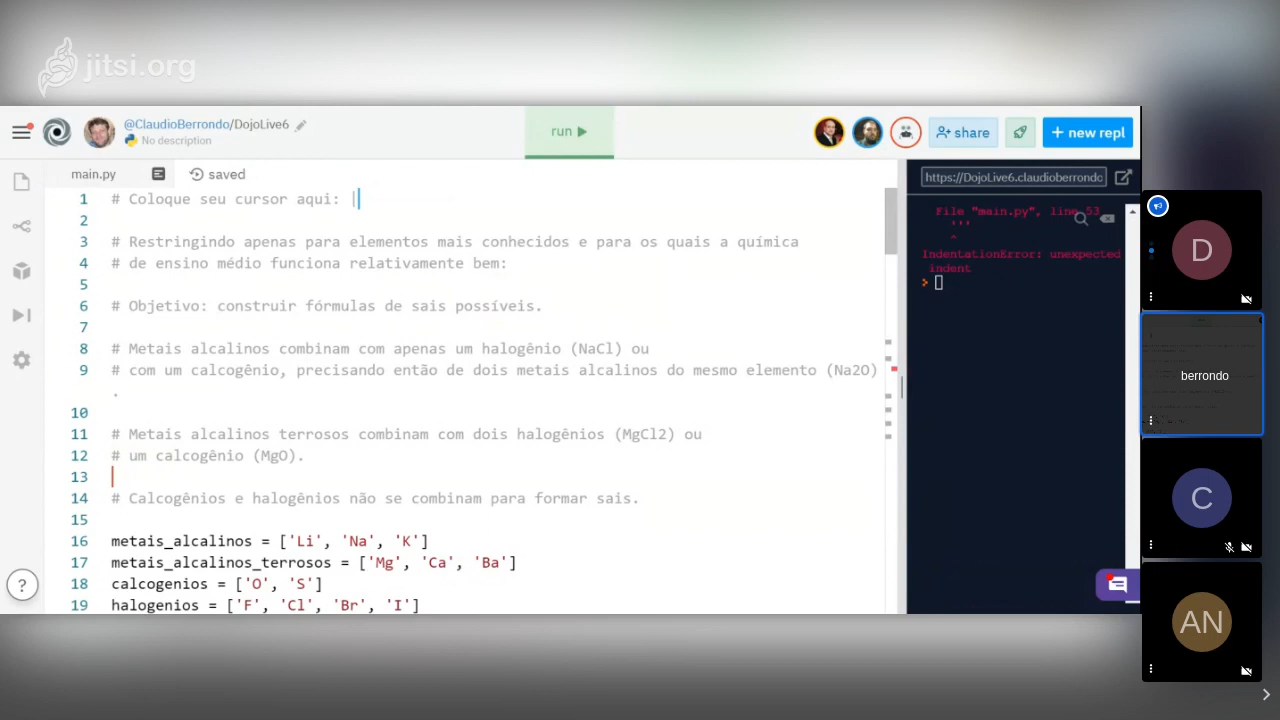 jitsi.org
@ClaudioBerrondo/DojoLive6
No description
run
share
+ new repl
main.py
saved
https://DojoLive6.claudioberrondo
1 # Coloque seu cursor aqui:
2
3 # Restringindo apenas para elementos mais conhecidos e para os quais a química
4 # de ensino médio funciona relativamente bem:
5
6 # Objetivo: construir fórmulas de sais possíveis.
7
8 # Metais alcalinos combinam com apenas um halogênio (NaCl) ou
9 # com um calcogênio, precisando então de dois metais alcalinos do mesmo elemento (Na2O)
.
10
11 # Metais alcalinos terrosos combinam com dois halogênios (MgCl2) ou
12 # um calcogênio (MgO).
13
14 # Calcogênios e halogênios não se combinam para formar sais.
15
16 metais_alcalinos = ['Li', 'Na', 'K']
17 metais_alcalinos_terrosos = ['Mg', 'Ca', 'Ba']
18 calcogenios = ['O', 'S']
19 halogenios = ['F', 'Cl', 'Br', 'I']
File "main.py", line 53
'''
^
IndentationError: unexpected
indent
?
D
berrondo
C
AN